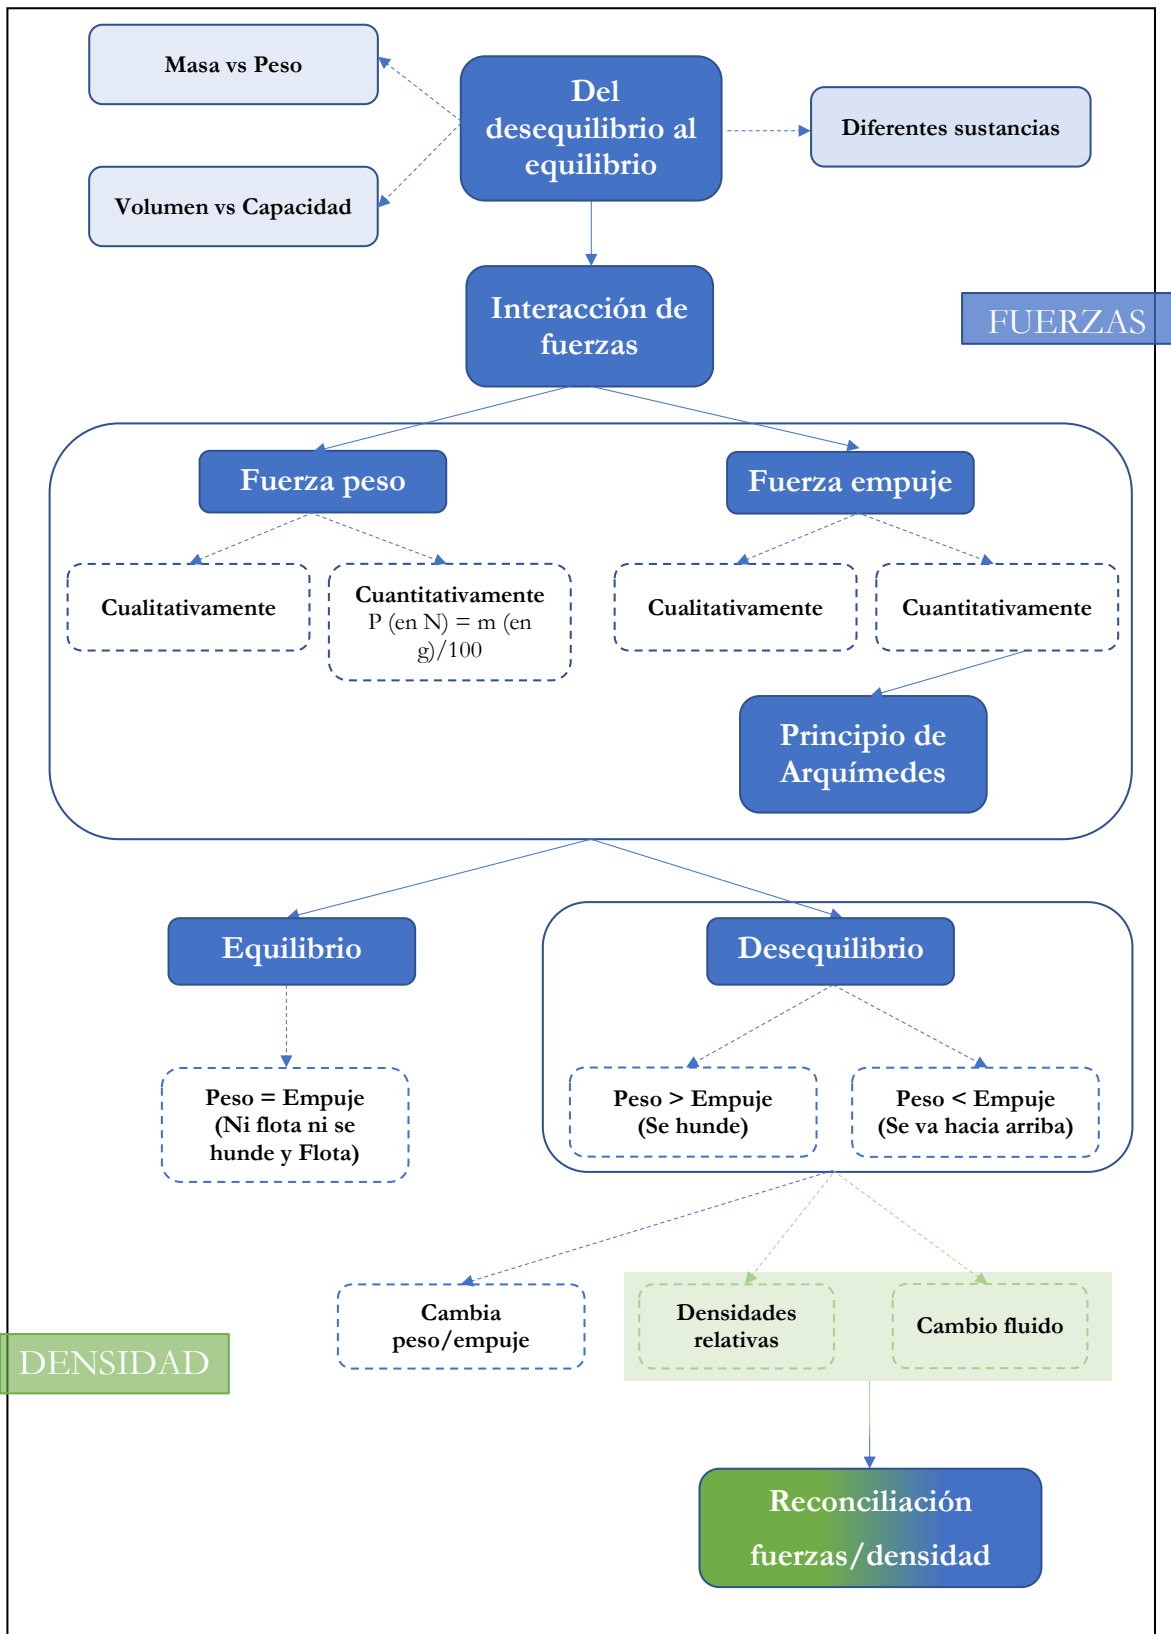 Masa vs Peso
Del
desequilibrio al
equilibrio
Diferentes sustancias
Volumen vs Capacidad
Interacción de
fuerzas
FUERZAS
Fuerza peso
Fuerza empuje
Cualitativamente
Cuantitativamente
P (en N) = m (en
g)/100
Cualitativamente
Cuantitativamente
Principio de
Arquímedes
Equilibrio
Desequilibrio
Peso = Empuje
(Ni flota ni se
hunde y Flota)
Peso > Empuje
(Se hunde)
Peso < Empuje
(Se va hacia arriba)
Cambia
peso/empuje
Densidades
relativas
Cambio fluido
DENSIDAD
Reconciliación
fuerzas/densidad